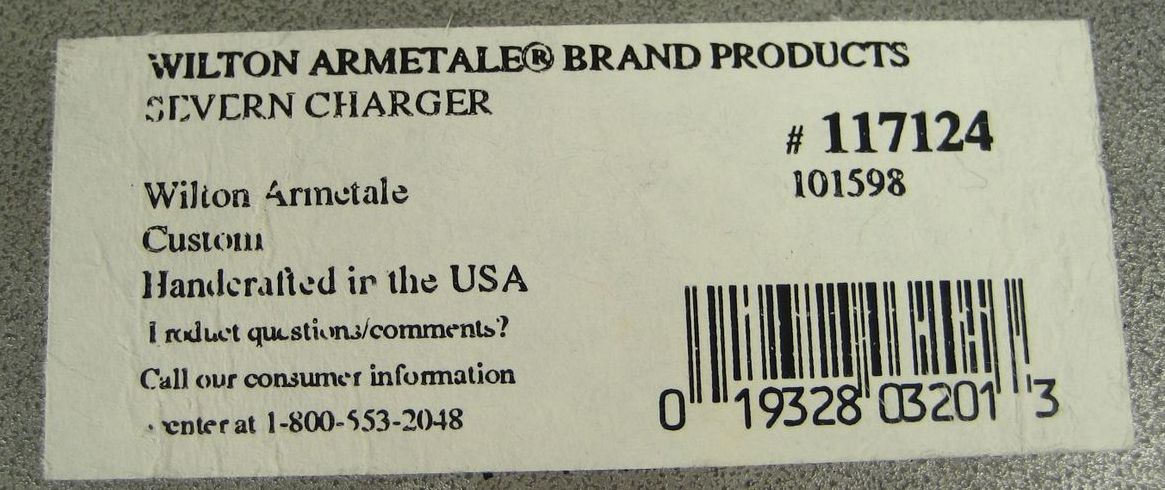 WILTON ARMETALE® BRAND PRODUCTS
SEVERN CHARGER
# 117124
101598
Wilton Armetale
Custom
Handcrafted in the USA
Product questions/comments?
Call our consumer information
center at 1-800-553-2048
0 19328 03201 3